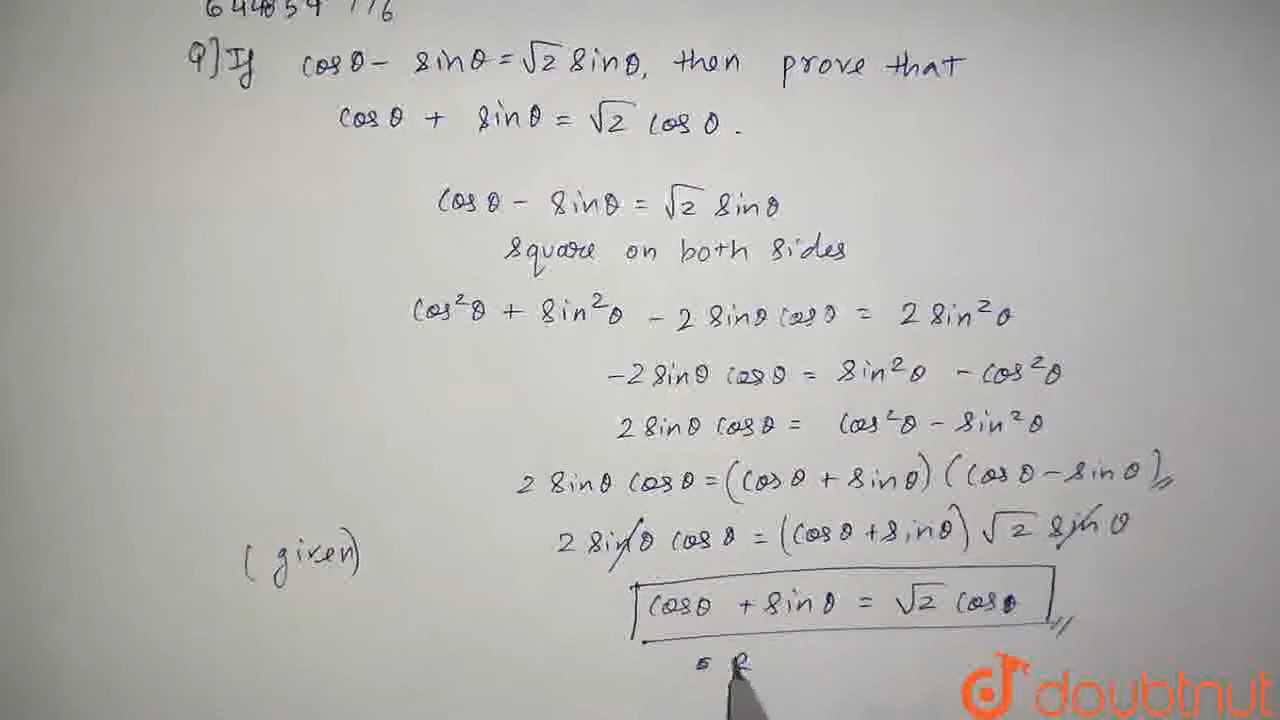 Q] If cosθ - sinθ = √2 sinθ, then prove that
cosθ + sinθ = √2 cosθ.
cosθ - sinθ = √2 sinθ
square on both sides
cos²θ + sin²θ - 2 sinθ cosθ = 2 sin²θ
-2 sinθ cosθ = sin²θ - cos²θ
2 sinθ cosθ = cos²θ - sin²θ
2 sinθ cosθ = (cosθ + sinθ) (cosθ - sinθ)
(given) 2 sinθ cosθ = (cosθ + sinθ) √2 sinθ
cosθ + sinθ = √2 cosθ
doubtnut